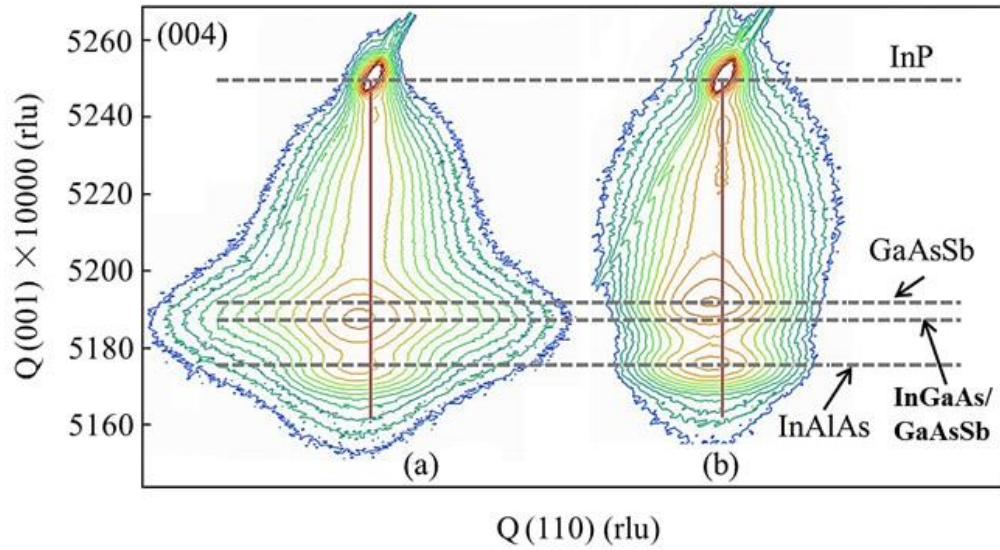 (004)
InP
5260
5240
5220
5200
5180
5160
Q (001) × 10000 (rlu)
GaAsSb
InAlAs
InGaAs/
GaAsSb
(a)
(b)
Q (110) (rlu)